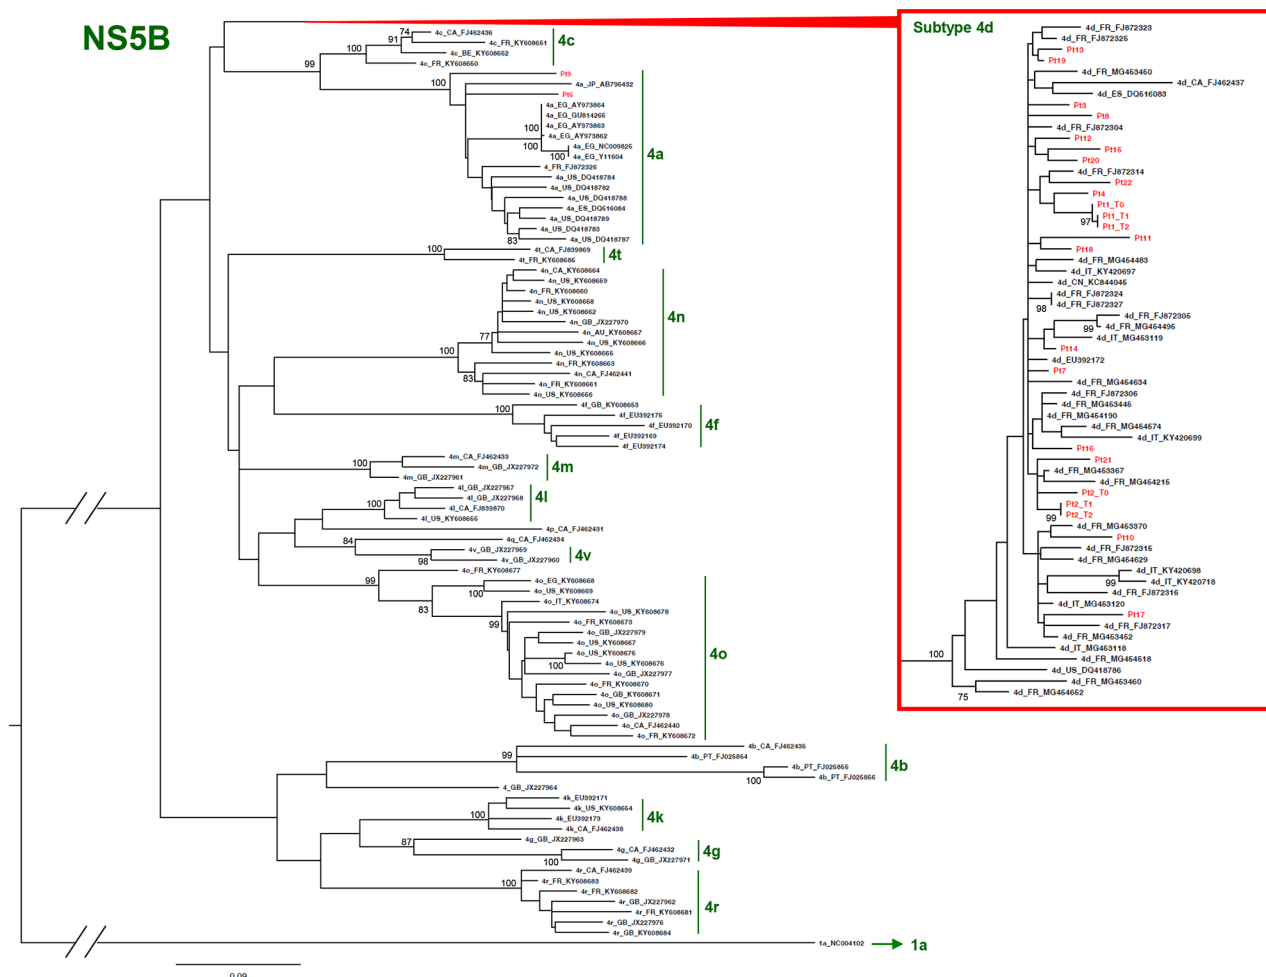 NS5B
4c_CA_FJ462436
74
4c_FR_KY608651
91
4c_BE_KY608652
100
4c_FR_KY608650
99
4c
Pt9
4a_JP_AB795432
100
Pt5
4a_EG_AY973864
4a_EG_GU814265
4a_EG_AY973863
100
4a_EG_AY973862
4a_EG_NC009825
100
4a_EG_Y11604
100
4_FR_FJ872326
4a_US_DQ418784
4a_US_DQ418782
4a_US_DQ418788
4a_ES_DQ516084
4a_US_DQ418789
4a_US_DQ418783
4a_US_DQ418787
83
4a
4t_CA_FJ839869
100
4t_FR_KY608685
4t
4n_CA_KY608664
4n_US_KY608659
4n_FR_KY608660
4n_US_KY608658
4n_US_KY608662
4n_GB_JX227970
4n_AU_KY608657
77
4n_US_KY608666
4n_US_KY608665
100
4n_FR_KY608663
4n_CA_FJ462441
83
4n_FR_KY608661
4n_US_KY608656
4n
4f_GB_KY608653
100
4f_EU392175
4f_EU392170
4f_EU392169
4f_EU392174
4f
4m_CA_FJ462433
100
4m_GB_JX227972
4m_GB_JX227961
4m
4l_GB_JX227957
4l_GB_JX227958
100
4l_CA_FJ839870
4l_US_KY608655
4l
4p_CA_FJ462431
4q_CA_FJ462434
84
4v_GB_JX227959
98
4v_GB_JX227960
4v
4o_FR_KY608677
99
4o_EG_KY608668
100
4o_US_KY608669
4o_IT_KY608674
83
4o_US_KY608678
99
4o_FR_KY608673
4o_GB_JX227979
4o_US_KY608667
4o_US_KY608675
100
4o_US_KY608676
4o_GB_JX227977
4o_FR_KY608670
4o_GB_KY608671
4o_US_KY608680
4o_GB_JX227978
4o_CA_FJ462440
4o_FR_KY608672
4o
4b_CA_FJ462435
99
4b_PT_FJ025854
4b_PT_FJ025855
100
4b_PT_FJ025856
4b
4_GB_JX227964
4k_EU392171
4k_US_KY608654
100
4k_EU392173
4k_CA_FJ462438
4k
4g_GB_JX227963
87
4g_CA_FJ462432
100
4g_GB_JX227971
4g
4r_CA_FJ462439
100
4r_FR_KY608683
4r_FR_KY608682
4r_GB_JX227962
4r_FR_KY608681
4r_GB_JX227976
4r_GB_KY608684
4r
1a_NC004102
1a
0.09
Subtype 4d
4d_FR_FJ872323
4d_FR_FJ872325
Pt13
Pt19
4d_FR_MG453450
4d_CA_FJ462437
4d_ES_DQ516083
Pt3
Pt8
4d_FR_FJ872304
Pt12
Pt15
Pt20
4d_FR_FJ872314
Pt22
Pt4
Pt1_T0
Pt1_T1
97
Pt1_T2
Pt11
Pt18
4d_FR_MG454483
4d_IT_KY420697
4d_CN_KC844045
4d_FR_FJ872324
4d_FR_FJ872327
98
4d_FR_FJ872305
99
4d_FR_MG454496
4d_IT_MG453119
Pt14
4d_EU392172
Pt7
4d_FR_MG454634
4d_FR_FJ872306
4d_FR_MG453445
4d_FR_MG454190
4d_FR_MG454574
4d_IT_KY420699
Pt16
Pt21
4d_FR_MG453367
4d_FR_MG454215
Pt2_T0
Pt2_T1
Pt2_T2
99
4d_FR_MG453370
Pt10
4d_FR_FJ872315
4d_FR_MG454629
4d_IT_KY420698
99
4d_IT_KY420718
4d_FR_FJ872316
4d_IT_MG453120
Pt17
4d_FR_FJ872317
4d_FR_MG453452
4d_IT_MG453118
100
4d_FR_MG454518
4d_US_DQ418786
4d_FR_MG453460
75
4d_FR_MG454652